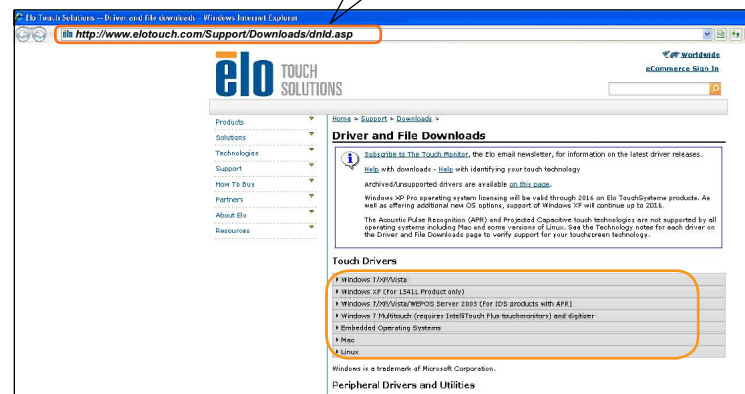 Elo Touch Solutions — Driver and file downloads - Windows Internet Explorer
http://www.elotouch.com/Support/Downloads/dnld.asp
Worldwide
eCommerce Sign In
elo TOUCH
SOLUTIONS
Home > Support > Downloads >
Products
Solutions
Technologies
Support
How To Buy
Partners
About Elo
Resources
Driver and File Downloads
Subscribe to The Touch Monitor, the Elo email newsletter, for information on the latest driver releases.
Help with downloads - Help with identifying your touch technology
Archived/Unsupported drivers are available on this page.
Windows XP Pro operating system licensing will be valid through 2016 on Elo TouchSystems products. As
well as offering additional new OS options, support of Windows XP will continue up to 2016.
The Acoustic Pulse Recognition (APR) and Projected Capacitive touch technologies are not supported by all
operating systems including Mac and some versions of Linux. See the Technology notes for each driver on
the Driver and File Downloads page to verify support for your touchscreen technology.
Touch Drivers
Windows 7/XP/Vista
Windows XP (For 1541L Product only)
Windows 7/XP/Vista/WEPOS Server 2003 (For IDS products with APR)
Windows 7 Multitouch (requires IntelliTouch Plus touchmonitors) and digitizer
Embedded Operating Systems
Mac
Linux
Windows is a trademark of Microsoft Corporation.
Peripheral Drivers and Utilities